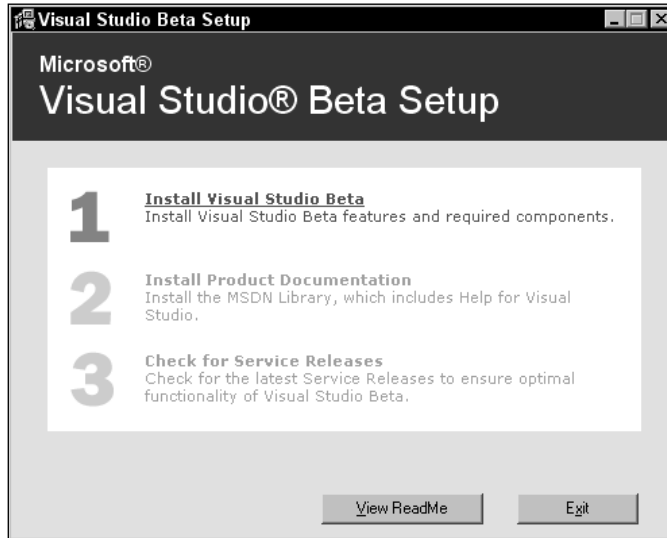 Visual Studio Beta Setup
Microsoft®
Visual Studio® Beta Setup
1
Install Visual Studio Beta
Install Visual Studio Beta features and required components.
2
Install Product Documentation
Install the MSDN Library, which includes Help for Visual
Studio.
3
Check for Service Releases
Check for the latest Service Releases to ensure optimal
functionality of Visual Studio Beta.
View ReadMe
Exit